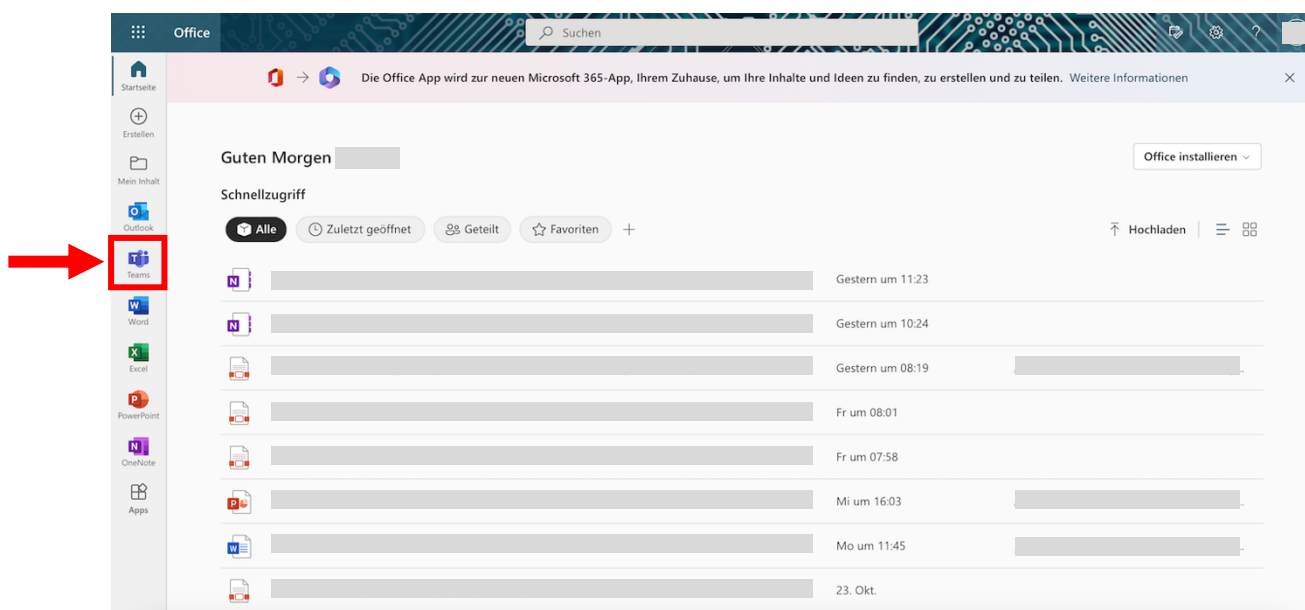 Office
Suchen
?
Startseite
Die Office App wird zur neuen Microsoft 365-App, Ihrem Zuhause, um Ihre Inhalte und Ideen zu finden, zu erstellen und zu teilen. Weitere Informationen
Erstellen
Mein Inhalt
Outlook
Teams
Word
Excel
PowerPoint
OneNote
Apps
Guten Morgen
Office installieren
Schnellzugriff
Alle
Zuletzt geöffnet
Geteilt
Favoriten
Hochladen
Gestern um 11:23
Gestern um 10:24
Gestern um 08:19
Fr um 08:01
Fr um 07:58
Mi um 16:03
Mo um 11:45
23. Okt.